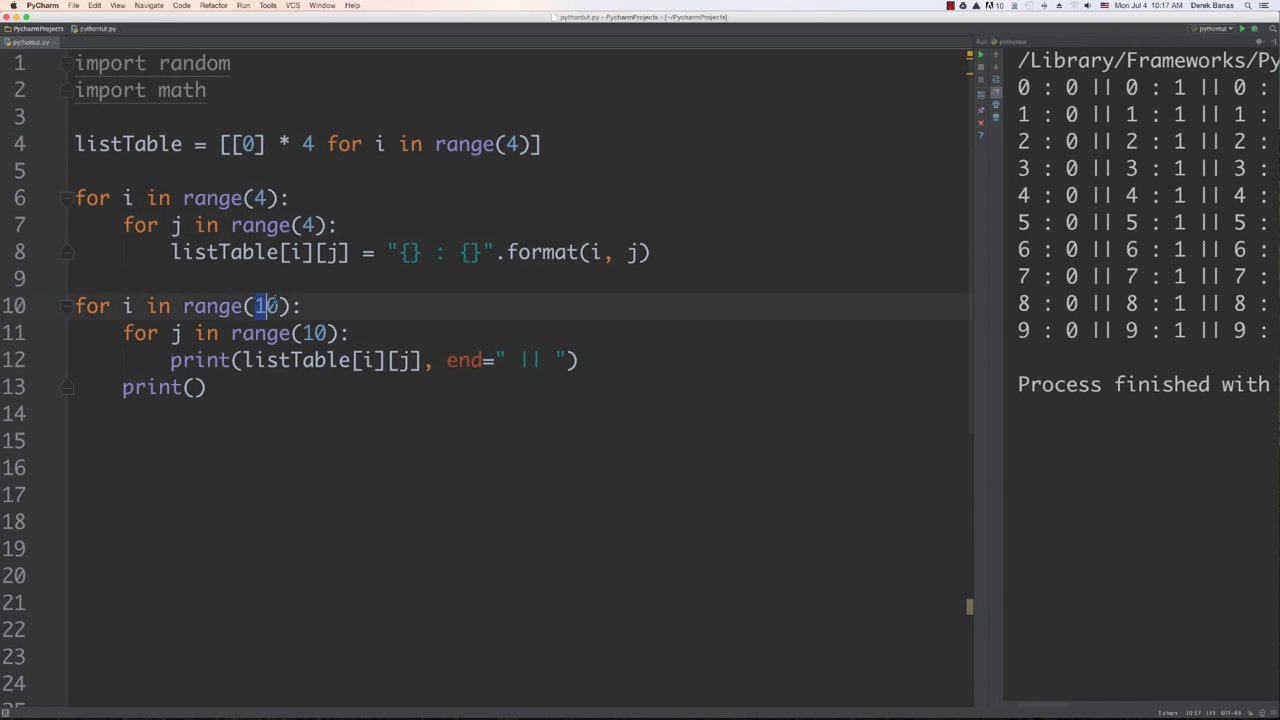 PyCharm File Edit View Navigate Code Refactor Run Tools VCS Window Help 10 Mon Jul 4 10:17 AM Derek Banas
pythontut.py - PycharmProjects - [~/PycharmProjects]
PycharmProjects pythontut.py pythontut
pythontut.py Run pythontut
1 import random
2 import math
3
4 listTable = [[0] * 4 for i in range(4)]
5
6 for i in range(4):
7 for j in range(4):
8 listTable[i][j] = "{} : {}".format(i, j)
9
10 for i in range(10):
11 for j in range(10):
12 print(listTable[i][j], end=" || ")
13 print()
14
15
16
17
18
19
20
21
22
23
24
/Library/Frameworks/Py
0 : 0 || 0 : 1 || 0 :
1 : 0 || 1 : 1 || 1 :
2 : 0 || 2 : 1 || 2 :
3 : 0 || 3 : 1 || 3 :
4 : 0 || 4 : 1 || 4 :
5 : 0 || 5 : 1 || 5 :
6 : 0 || 6 : 1 || 6 :
7 : 0 || 7 : 1 || 7 :
8 : 0 || 8 : 1 || 8 :
9 : 0 || 9 : 1 || 9 :
Process finished with
10:17 LF÷ UTF-8÷